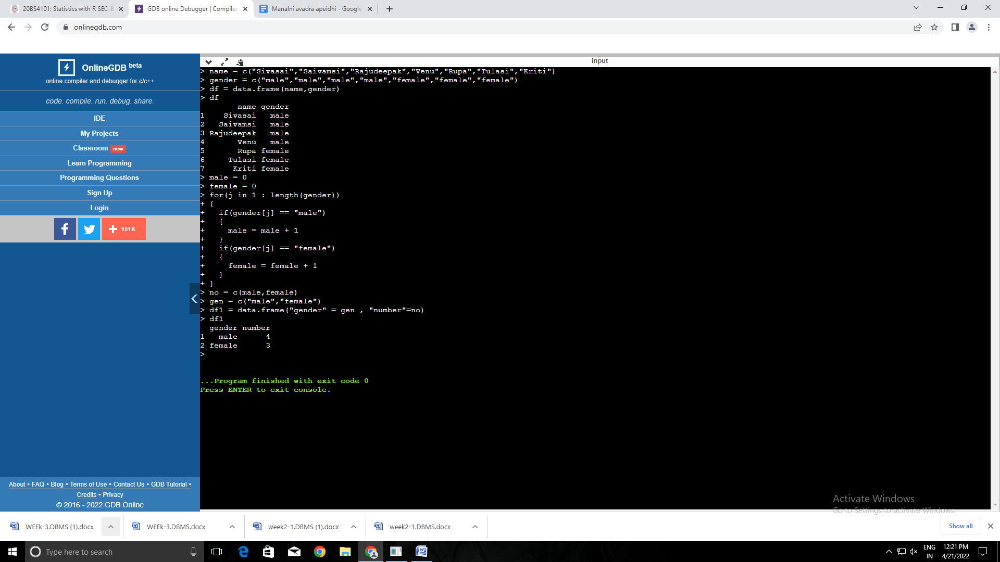 20BS4101: Statistics with R SEC-B
GDB online Debugger | Compiler
Manalni avadra apeidhi - Google
onlinegdb.com
OnlineGDB beta
online compiler and debugger for c/c++
code. compile. run. debug. share.
IDE
My Projects
Classroom new
Learn Programming
Programming Questions
Sign Up
Login
f
151K
About • FAQ • Blog • Terms of Use • Contact Us • GDB Tutorial •
Credits • Privacy
© 2016 - 2022 GDB Online
input
> name = c("Sivasai","Saivamsi","Rajudeepak","Venu","Rupa","Tulasi","Kriti")
> gender = c("male","male","male","male","female","female","female")
> df = data.frame(name,gender)
> df
        name gender
1    Sivasai   male
2   Saivamsi   male
3 Rajudeepak   male
4       Venu   male
5       Rupa female
6     Tulasi female
7      Kriti female
> male = 0
> female = 0
> for(j in 1 : length(gender))
+ {
+   if(gender[j] == "male")
+   {
+     male = male + 1
+   }
+   if(gender[j] == "female")
+   {
+     female = female + 1
+   }
+ }
> no = c(male,female)
> gen = c("male","female")
> df1 = data.frame("gender" = gen , "number"=no)
> df1
  gender number
1   male      4
2 female      3
>
...Program finished with exit code 0
Press ENTER to exit console.
Activate Windows
Go to Settings to activate Windows.
WEEk-3.DBMS (1).docx
WEEk-3.DBMS.docx
week2-1.DBMS (1).docx
week2-1.DBMS.docx
Show all
Type here to search
ENG
IN
12:21 PM
4/21/2022